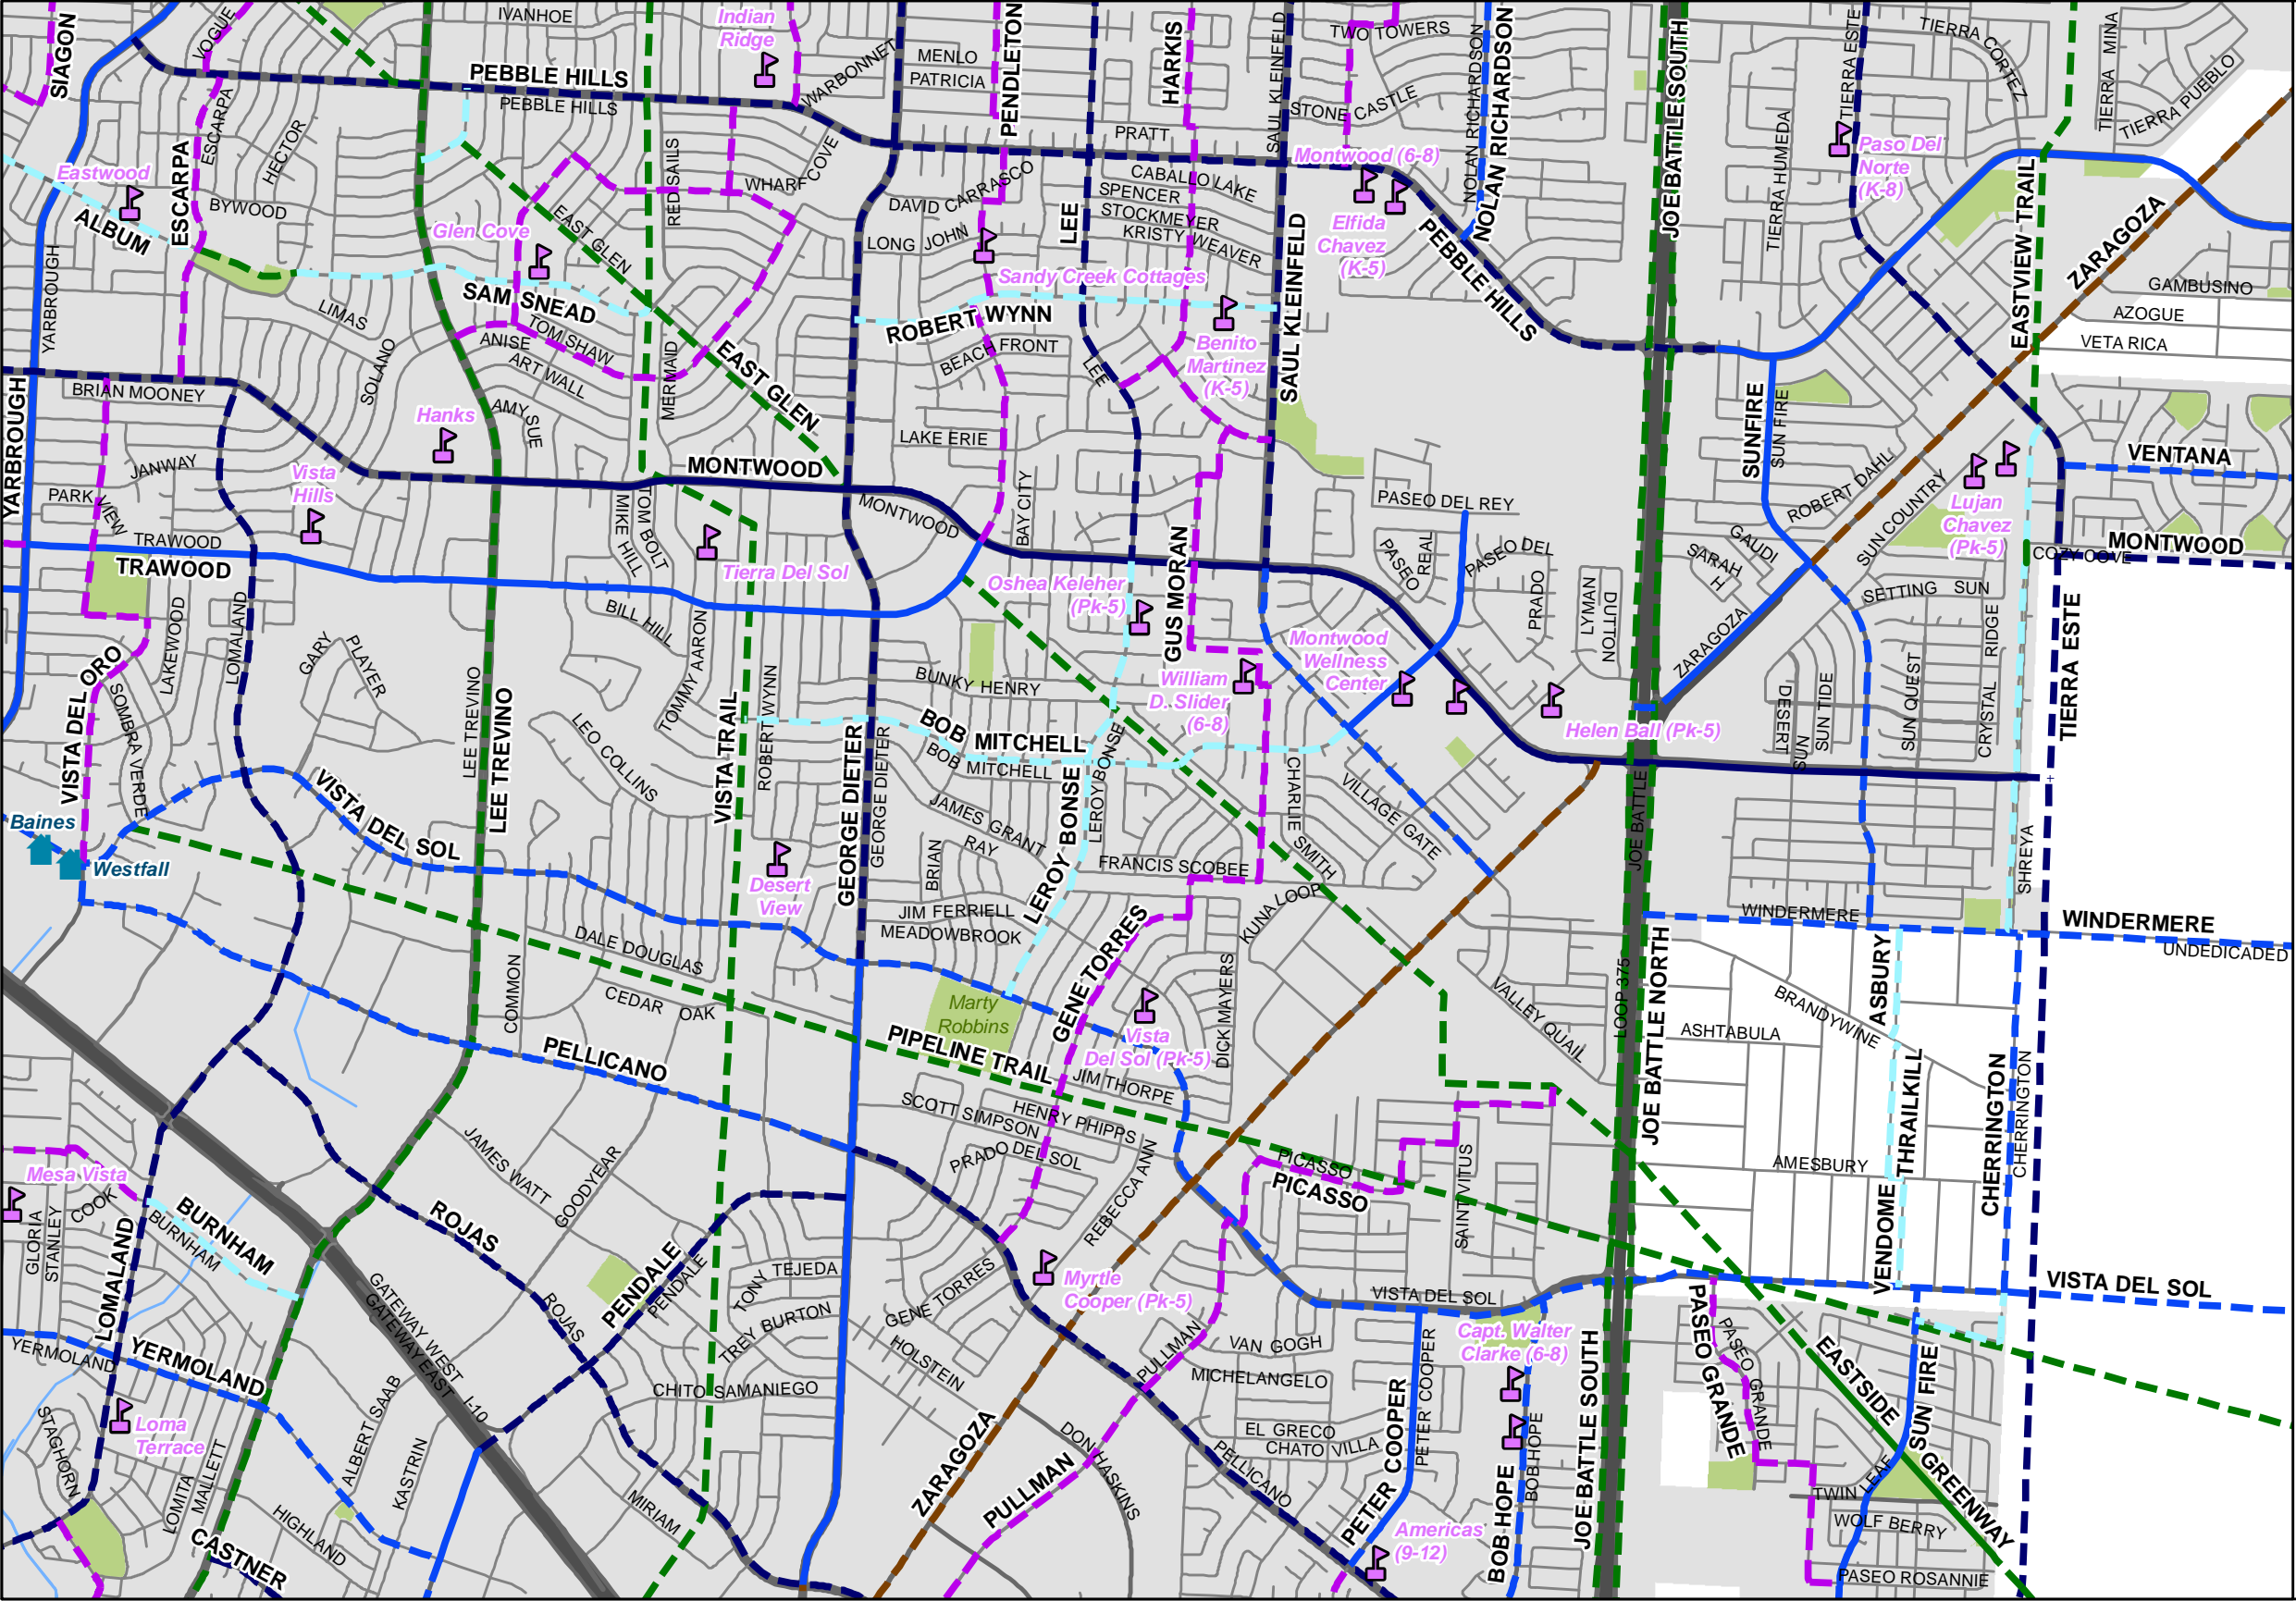 SIAGON
VOGUE
IVANHOE
Indian
Ridge
MENLO
PATRICIA
WARBONNET
PENDLETON
HARKIS
SAUL KLEINFELD
TWO TOWERS
STONE CASTLE
NOLAN RICHARDSON
NOLAN RICHARDSON
JOE BATTLE SOUTH
TIERRA ESTE
TIERRA CORTEZ
TIERRA MINA
TIERRA PUEBLO
PEBBLE HILLS
PEBBLE HILLS
ESCARPA
ESCARPA
HECTOR
BYWOOD
Eastwood
ALBUM
Glen Cove
EAST GLEN
RED SAILS
WHARF COVE
DAVID CARRASCO
LONG JOHN
LEE
PRATT
CABALLO LAKE
SPENCER
STOCKMEYER
KRISTY WEAVER
Montwood (6-8)
Elfida
Chavez
(K-5)
PEBBLE HILLS
TIERRA HUMEDA
Paso Del
Norte
(K-8)
EASTVIEW TRAIL
ZARAGOZA
GAMBUSINO
AZOGUE
VETA RICA
YARBROUGH
YARBROUGH
LIMAS
SOLANO
SAM SNEAD
TOM SHAW
ANISE
ART WALL
AMY SUE
MERMAID
EAST GLEN
Sandy Creek Cottages
ROBERT WYNN
BEACH FRONT
LEE
Benito
Martinez
(K-5)
SAUL KLEINFELD
BRIAN MOONEY
Hanks
LAKE ERIE
SUNFIRE
SUN FIRE
JANWAY
PARK VIEW
Vista
Hills
MONTWOOD
MONTWOOD
BAY CITY
PASEO DEL REY
ROBERT DAHL
SUN COUNTRY
Lujan
Chavez
(Pk-5)
VENTANA
TRAWOOD
TRAWOOD
MIKE HILL
TOM BOLT
Tierra Del Sol
Oshea Keleher
(Pk-5)
GUS MORAN
PASEO REAL
PASEO DEL
PRADO
LYMAN
DUTTON
SARAH
H
GAUDI
COZY COVE
MONTWOOD
SETTING SUN
LAKEWOOD
LOMALAND
BILL HILL
TOMMY AARON
GARY PLAYER
VISTA DEL ORO
SOMBRA VERDE
LEE TREVINO
LEE TREVINO
LEO COLLINS
VISTA TRAIL
ROBERT WYNN
BUNKY HENRY
BOB MITCHELL
BOB MITCHELL
LEROY BONSE
LEROY BONSE
William
D. Slider
(6-8)
Montwood
Wellness
Center
Helen Ball (Pk-5)
ZARAGOZA
DESERT SUN
SUN TIDE
SUN QUEST
CRYSTAL RIDGE
TIERRA ESTE
Baines
Westfall
VISTA DEL SOL
GEORGE DIETER
GEORGE DIETER
Desert
View
JAMES GRANT
RAY
BRIAN
CHARLIE SMITH
VILLAGE GATE
FRANCIS SCOBEE
JOE BATTLE
SHREYA
JIM FERRIELL
MEADOWBROOK
KUNA LOOP
WINDERMERE
WINDERMERE
UNDEDICADED
DALE DOUGLAS
CEDAR OAK
COMMON
Marty
Robbins
GENE TORRES
Vista
Del Sol (Pk-5)
DICK MAYERS
VALLEY QUAIL
LOOP 375
JOE BATTLE NORTH
ASHTABULA
BRANDYWINE
ASBURY
PELLICANO
PIPELINE TRAIL
JIM THORPE
SCOTT SIMPSON
HENRY PHIPPS
PRADO DEL SOL
REBECCA ANN
PICASSO
PICASSO
SAINT VITUS
AMESBURY
THRAILKILL
VENDOME
CHERRINGTON
CHERRINGTON
Mesa Vista
COOK
GLORIA
STANLEY
BURNHAM
BURNHAM
LOMALAND
JAMES WATT
GOODYEAR
ROJAS
ROJAS
PENDALE
PENDALE
TONY TEJEDA
TREY BURTON
GENE TORRES
HOLSTEIN
Myrtle
Cooper (Pk-5)
PULLMAN
VISTA DEL SOL
VAN GOGH
MICHELANGELO
Capt. Walter
Clarke (6-8)
VISTA DEL SOL
PASEO GRANDE
PASEO GRANDE
EASTSIDE GREENWAY
SUN FIRE
YERMOLAND
YERMOLAND
GATEWAY WEST
GATEWAY EAST
I-10
CHITO SAMANIEGO
Loma
Terrace
STAGHORN
LOMITA
MALLETT
ALBERT SAAB
KASTRIN
HIGHLAND
CASTNER
MIRIAM
ZARAGOZA
PULLMAN
DON HASKINS
EL GRECO
CHATO VILLA
PELLICANO
PETER COOPER
PETER COOPER
Americas
(9-12)
BOB HOPE
BOB HOPE
JOE BATTLE SOUTH
TWIN LEAF
WOLF BERRY
PASEO ROSANNIE